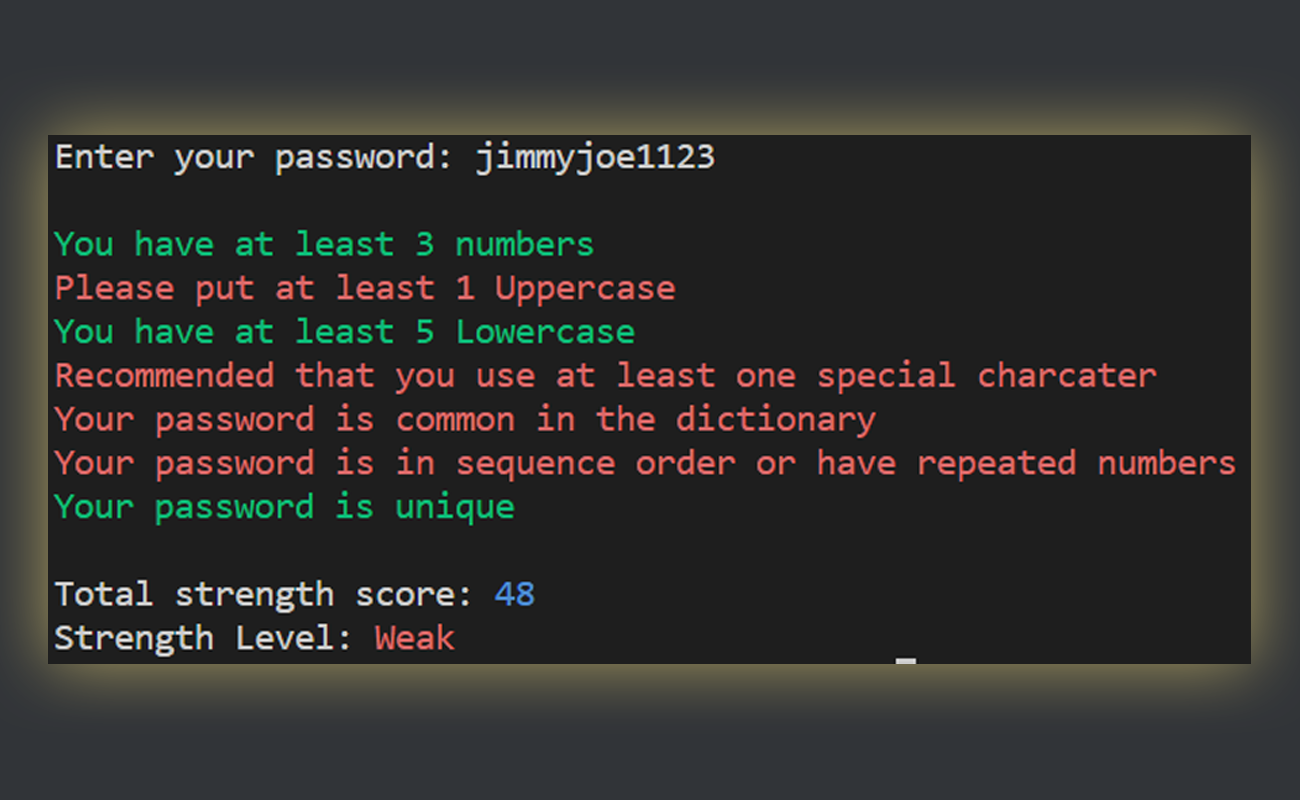 Enter your password: jimmyjoe1123
You have at least 3 numbers
Please put at least 1 Uppercase
You have at least 5 Lowercase
Recommended that you use at least one special charcater
Your password is common in the dictionary
Your password is in sequence order or have repeated numbers
Your password is unique
Total strength score: 48
Strength Level: Weak